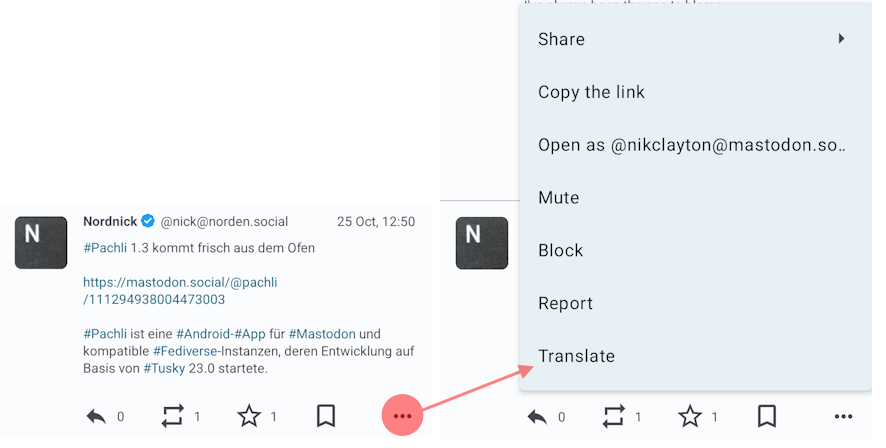 N
Nordnick @nick@norden.social 25 Oct, 12:50
#Pachli 1.3 kommt frisch aus dem Ofen
https://mastodon.social/@pachli
/111294938004473003
#Pachli ist eine #Android-#App für #Mastodon und
kompatible #Fediverse-Instanzen, deren Entwicklung auf
Basis von #Tusky 23.0 startete.
0 1 1
Share
Copy the link
Open as @nikclayton@mastodon.so..
Mute
Block
Report
Translate
N
0 1 1